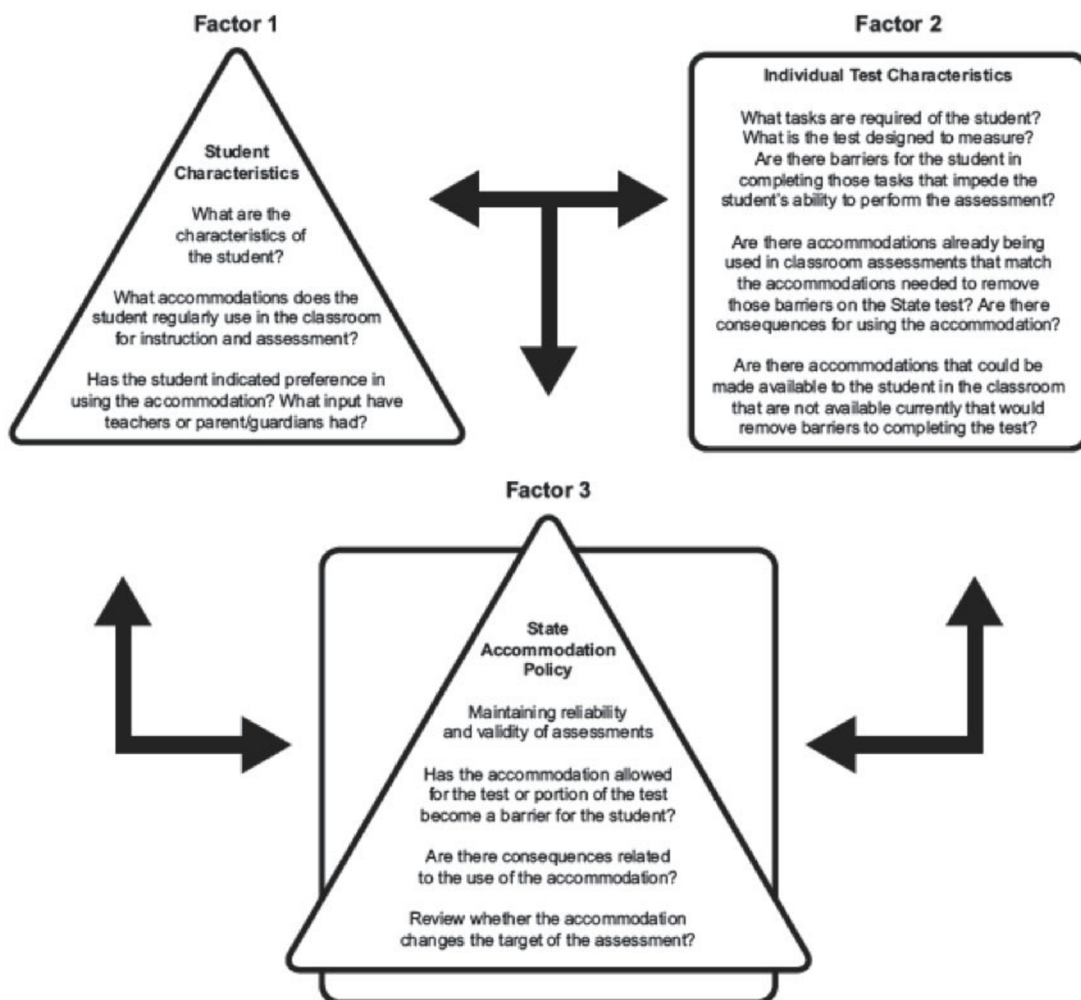 Factor 1
Student
Characteristics
What are the
characteristics of
the student?
What accommodations does the
student regularly use in the classroom
for instruction and assessment?
Has the student indicated preference in
using the accommodation? What input have
teachers or parent/guardians had?
Factor 2
Individual Test Characteristics
What tasks are required of the student?
What is the test designed to measure?
Are there barriers for the student in
completing those tasks that impede the
student's ability to perform the assessment?
Are there accommodations already being
used in classroom assessments that match
the accommodations needed to remove
those barriers on the State test? Are there
consequences for using the accommodation?
Are there accommodations that could be
made available to the student in the classroom
that are not available currently that would
remove barriers to completing the test?
Factor 3
State
Accommodation
Policy
Maintaining reliability
and validity of assessments
Has the accommodation allowed
for the test or portion of the test
become a barrier for the student?
Are there consequences related
to the use of the accommodation?
Review whether the accommodation
changes the target of the assessment?